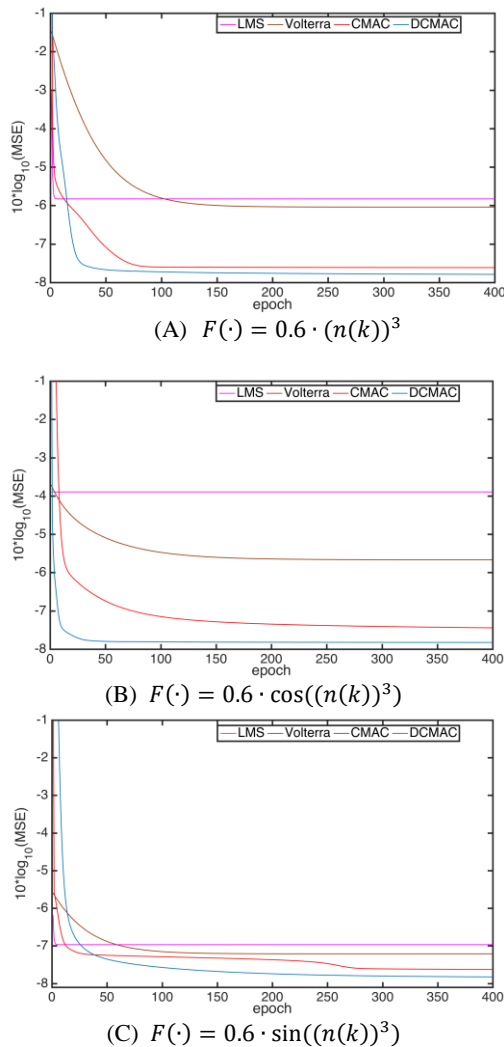 -1
LMS Volterra CMAC DCMAC
-2
-3
-4
-5
-6
-7
-8
10*log10(MSE)
0 50 100 150 200 250 300 350 400
epoch
(A) F(·) = 0.6 · (n(k))³
-1
LMS Volterra CMAC DCMAC
-2
-3
-4
-5
-6
-7
-8
10*log10(MSE)
0 50 100 150 200 250 300 350 400
epoch
(B) F(·) = 0.6 · cos((n(k))³)
-1
LMS Volterra CMAC DCMAC
-2
-3
-4
-5
-6
-7
-8
10*log10(MSE)
0 50 100 150 200 250 300 350 400
epoch
(C) F(·) = 0.6 · sin((n(k))³)